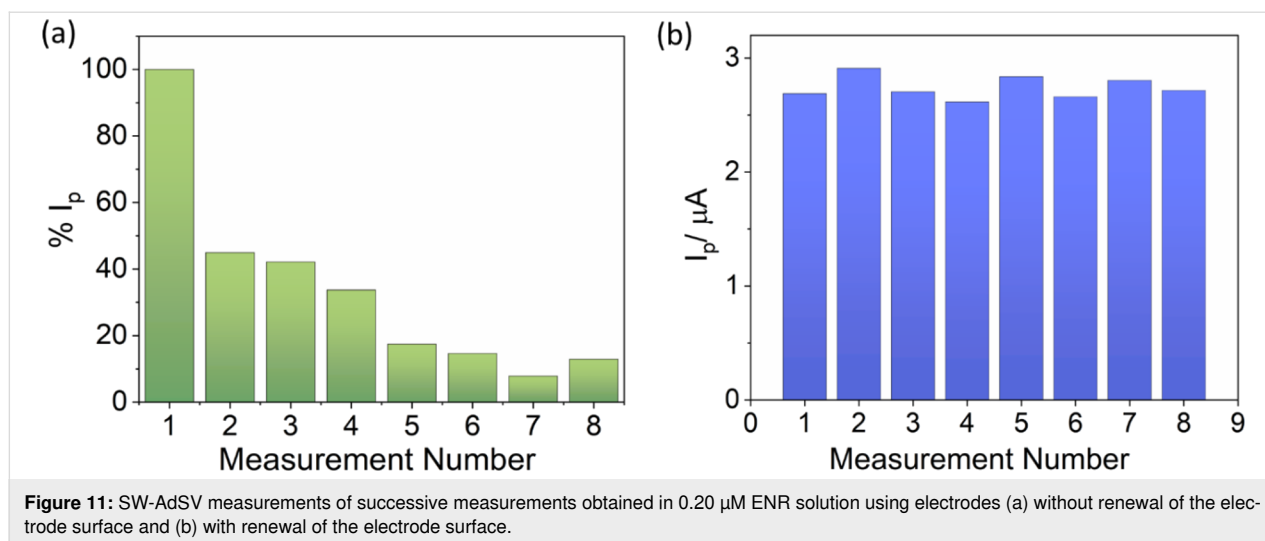 (a)
100
80
60
40
20
0
% Ip
1 2 3 4 5 6 7 8
Measurement Number
(b)
3
2
1
0
Ip/ μA
0 1 2 3 4 5 6 7 8 9
Measurement Number
Figure 11: SW-AdSV measurements of successive measurements obtained in 0.20 μM ENR solution using electrodes (a) without renewal of the elec-
trode surface and (b) with renewal of the electrode surface.